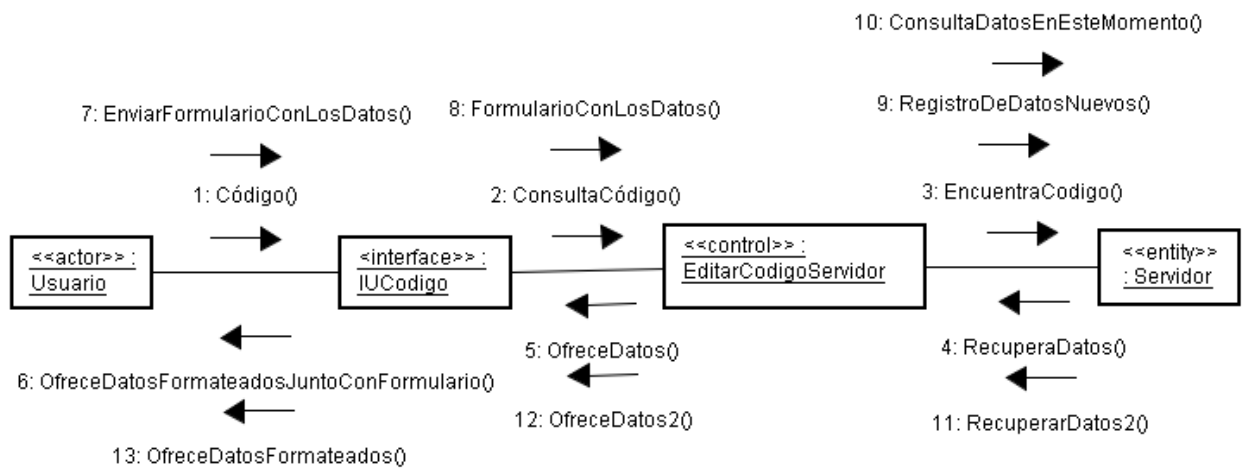 10: ConsultaDatosEnEsteMomento()
7: EnviarFormularioConLosDatos()
8: FormularioConLosDatos()
9: RegistroDeDatosNuevos()
1: Código()
2: ConsultaCódigo()
3: EncuentraCodigo()
<<actor>> :
Usuario
<interface>> :
IUCodigo
<<control>> :
EditarCodigoServidor
<<entity>>
: Servidor
5: OfreceDatos()
4: RecuperaDatos()
6: OfreceDatosFormateadosJuntoConFormulario()
12: OfreceDatos2()
11: RecuperarDatos2()
13: OfreceDatosFormateados()